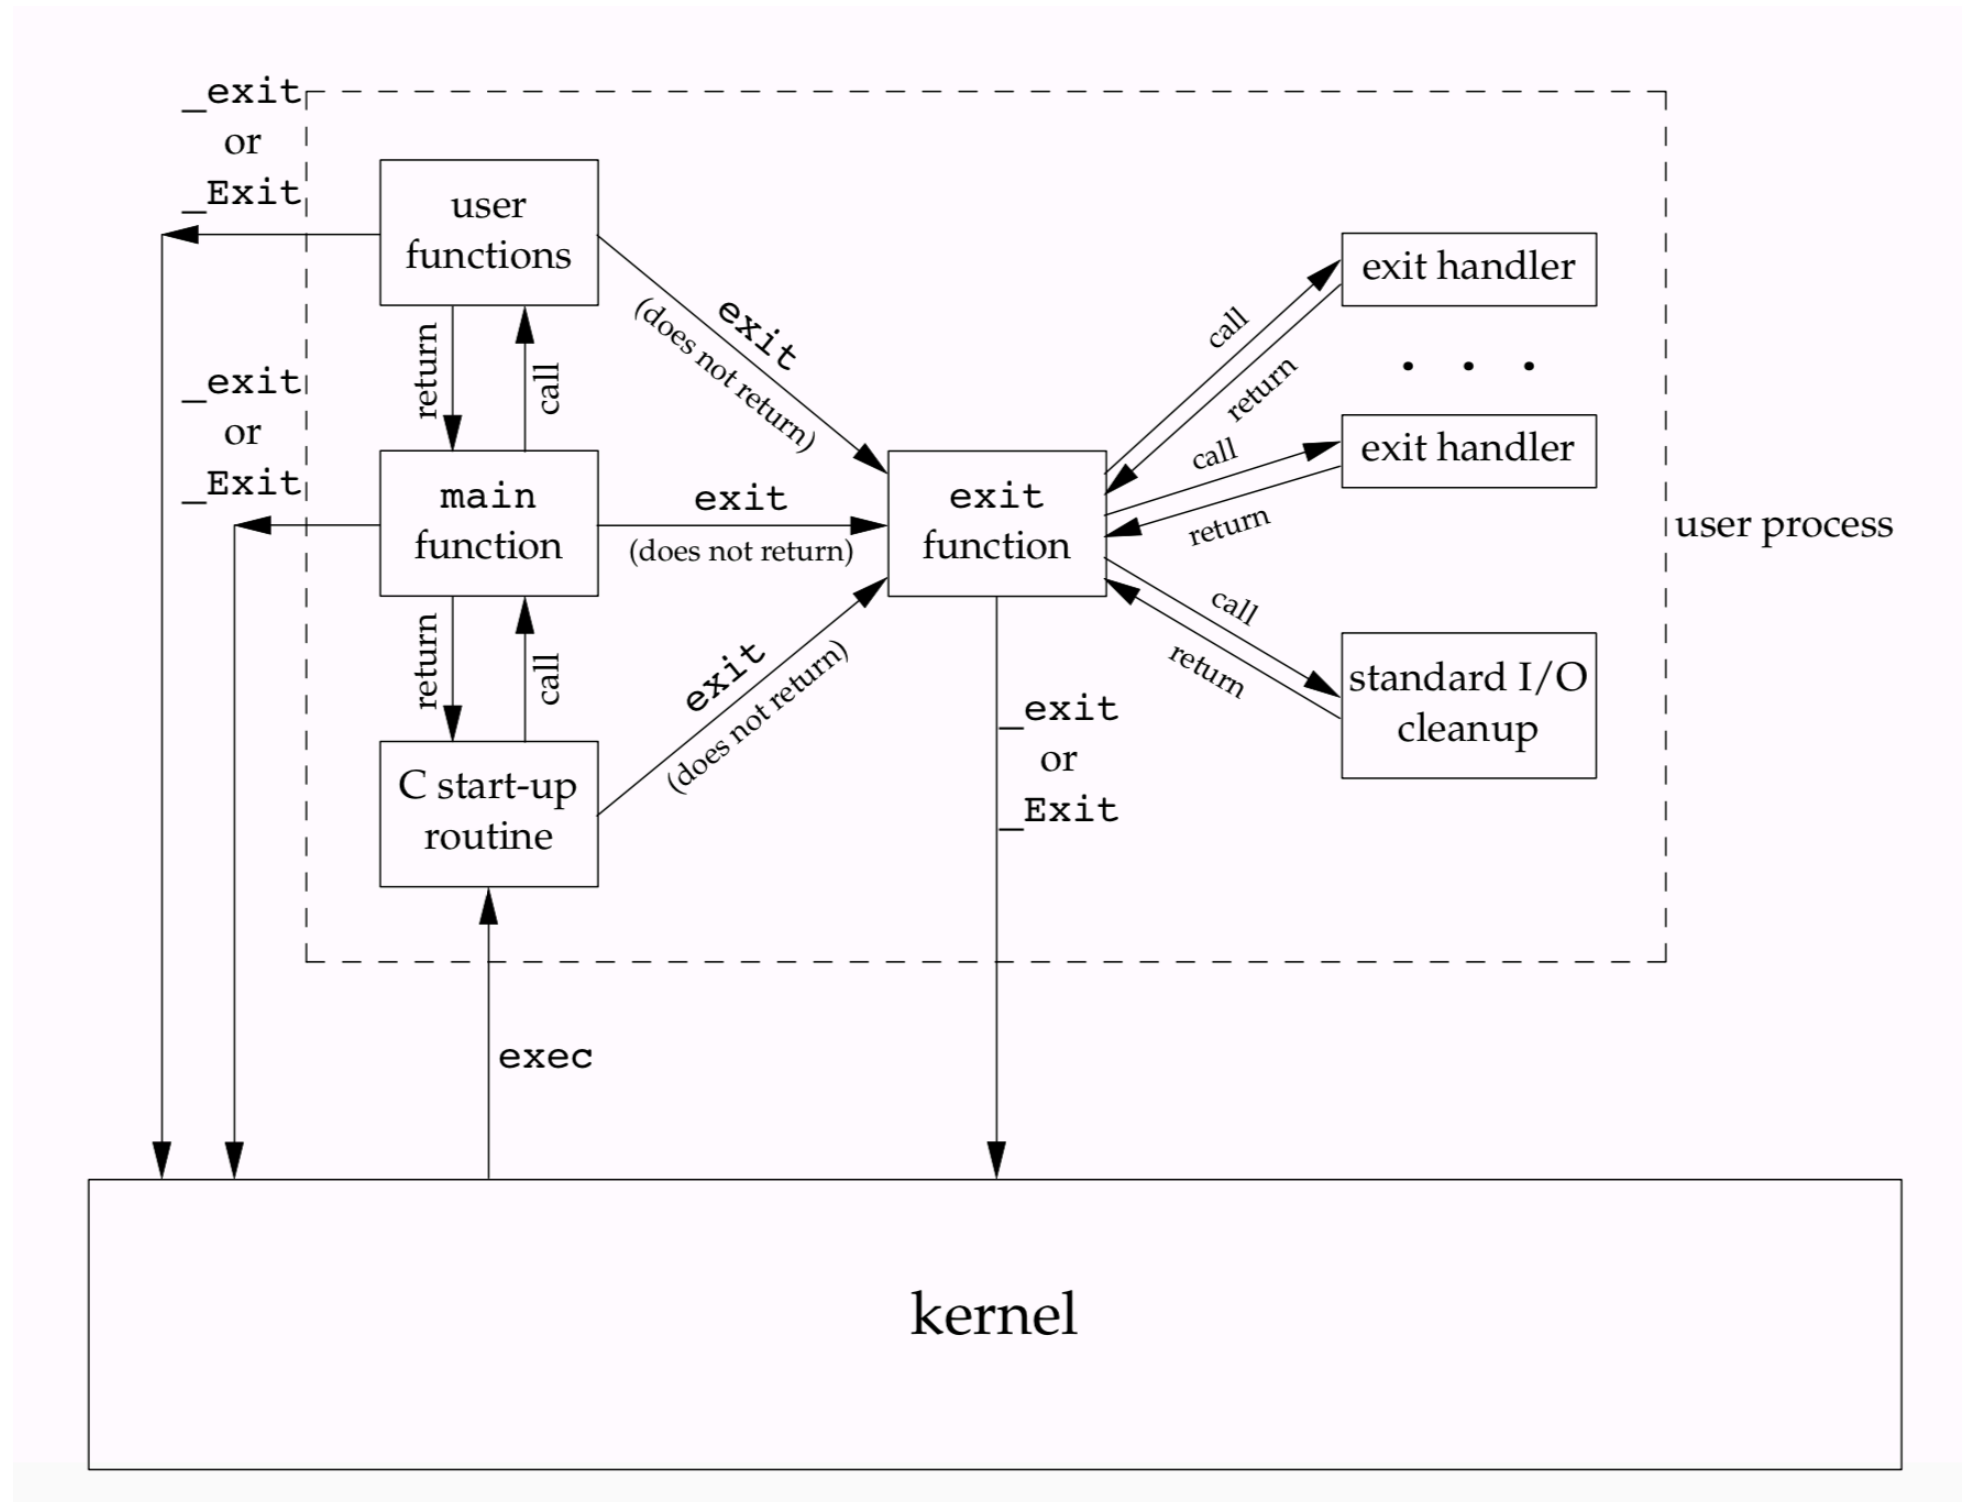 _exit
or
_Exit
user
functions
exit
(does not return)
exit handler
call
return
. . .
return
call
_exit
or
_Exit
call
exit handler
return
main
function
exit
(does not return)
exit
function
user process
return
call
exit
(does not return)
call
return
standard I/O
cleanup
C start-up
routine
_exit
or
_Exit
exec
kernel